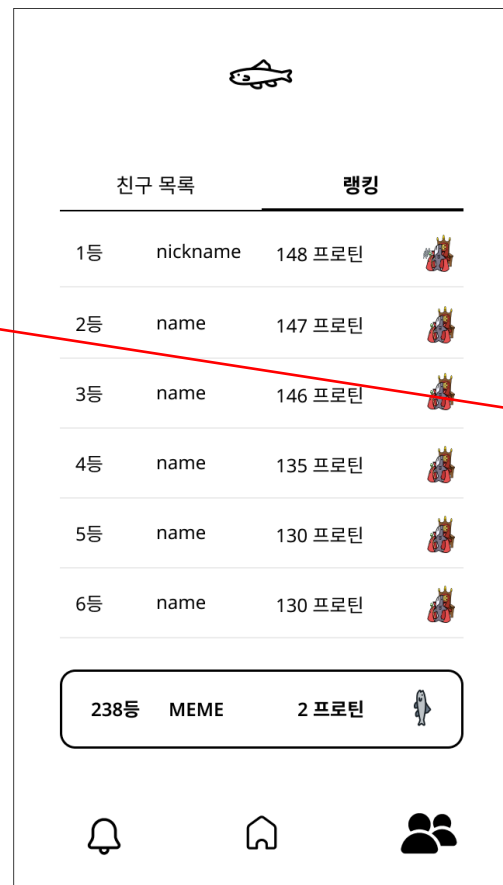 친구 목록 랭킹
1등 nickname 148 프로틴
2등 name 147 프로틴
3등 name 146 프로틴
4등 name 135 프로틴
5등 name 130 프로틴
6등 name 130 프로틴
238등 MEME 2 프로틴